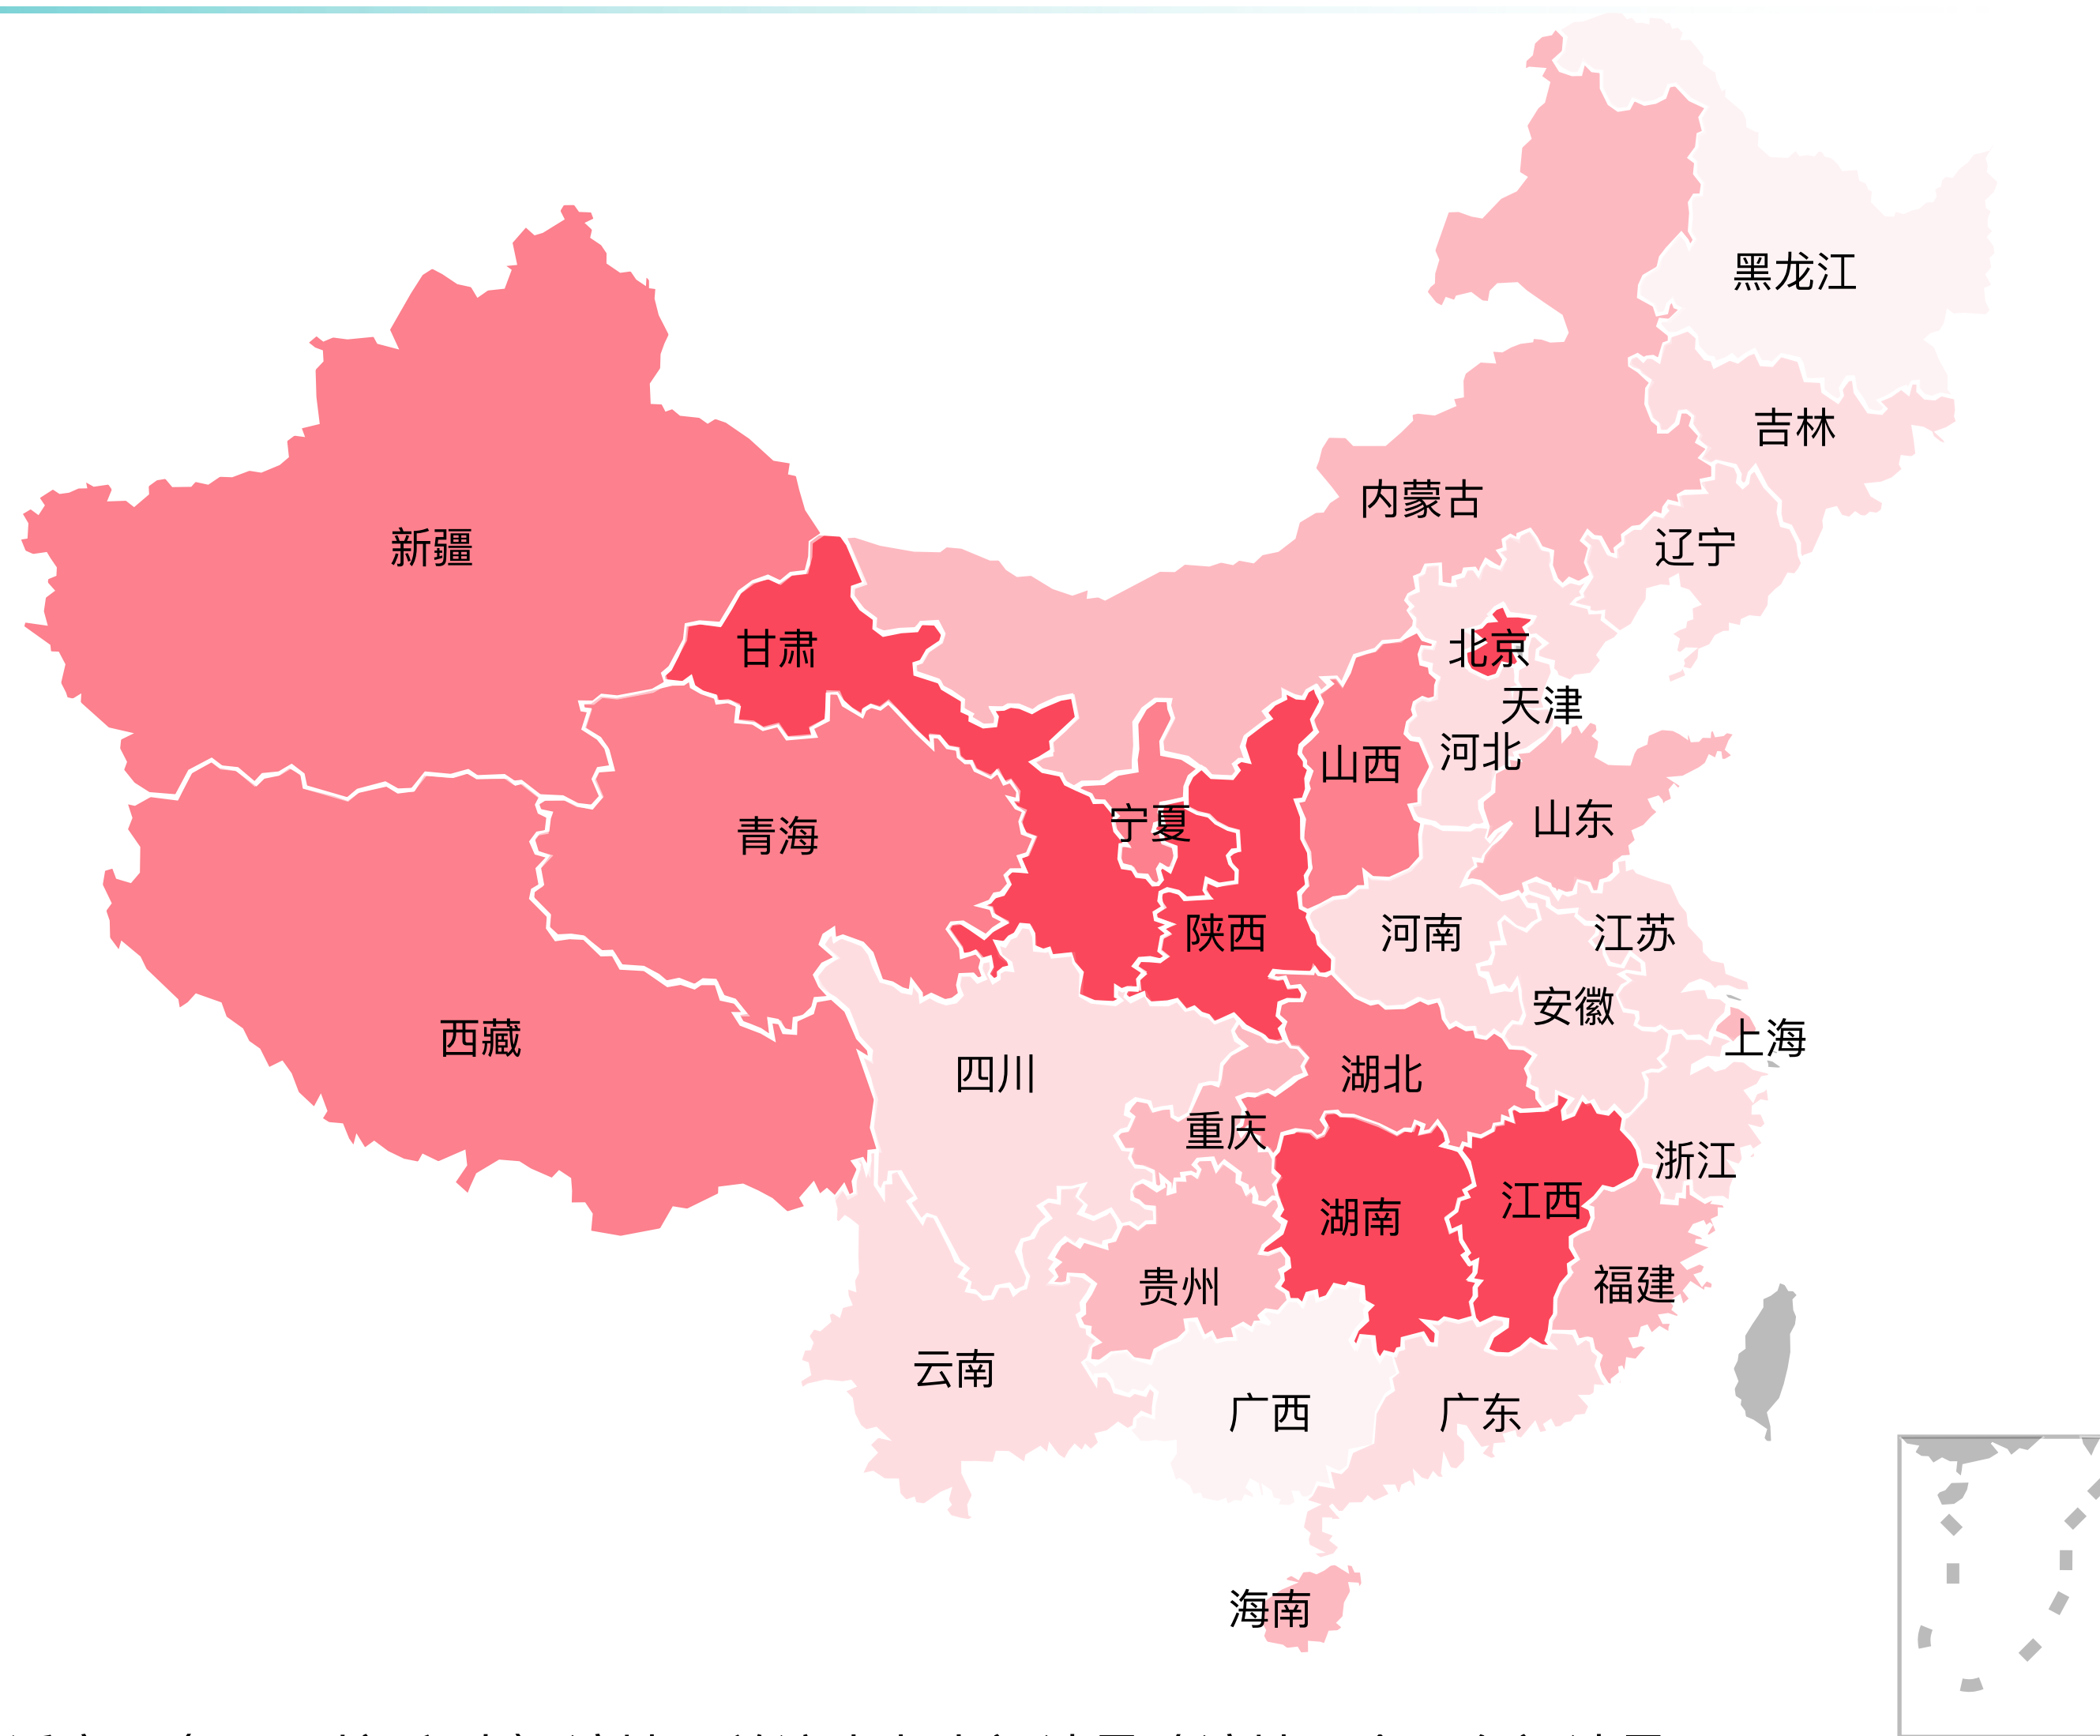 黑龙江
吉林
内蒙古
新疆
辽宁
甘肃
北京
天津
山西
河北
宁夏
山东
青海
陕西
河南
江苏
安徽
西藏
上海
四川
湖北
重庆
浙江
湖南
江西
贵州
福建
云南
广西
广东
海南